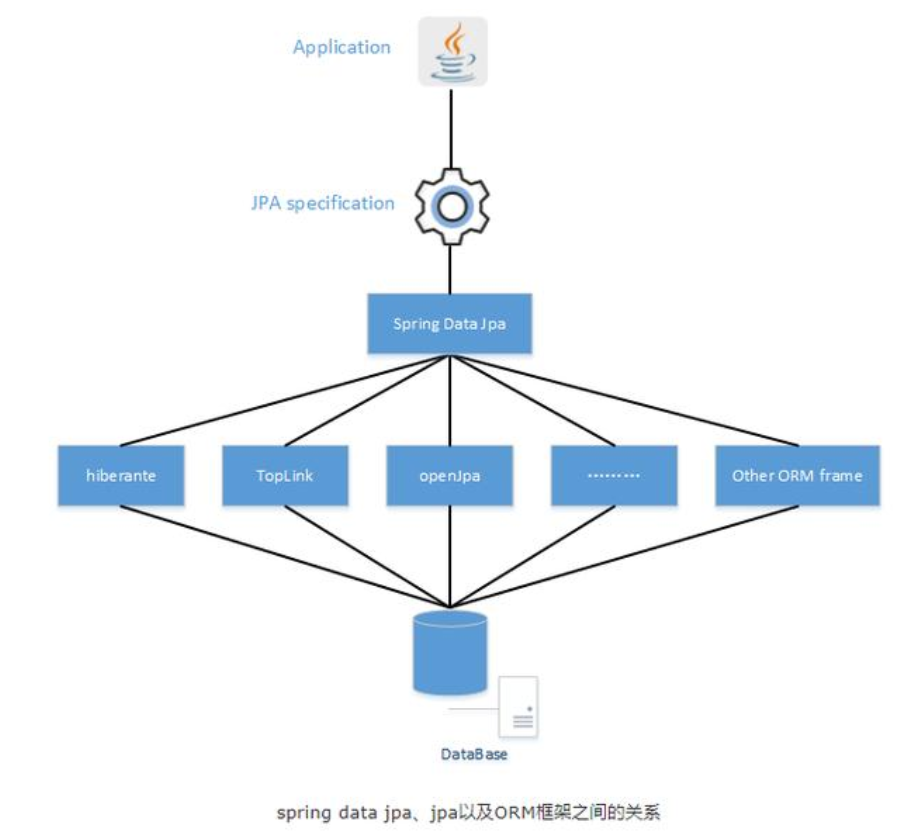 Application
JPA specification
Spring Data Jpa
hiberante
TopLink
openJpa
………
Other ORM frame
DataBase
spring data jpa、jpa以及ORM框架之间的关系